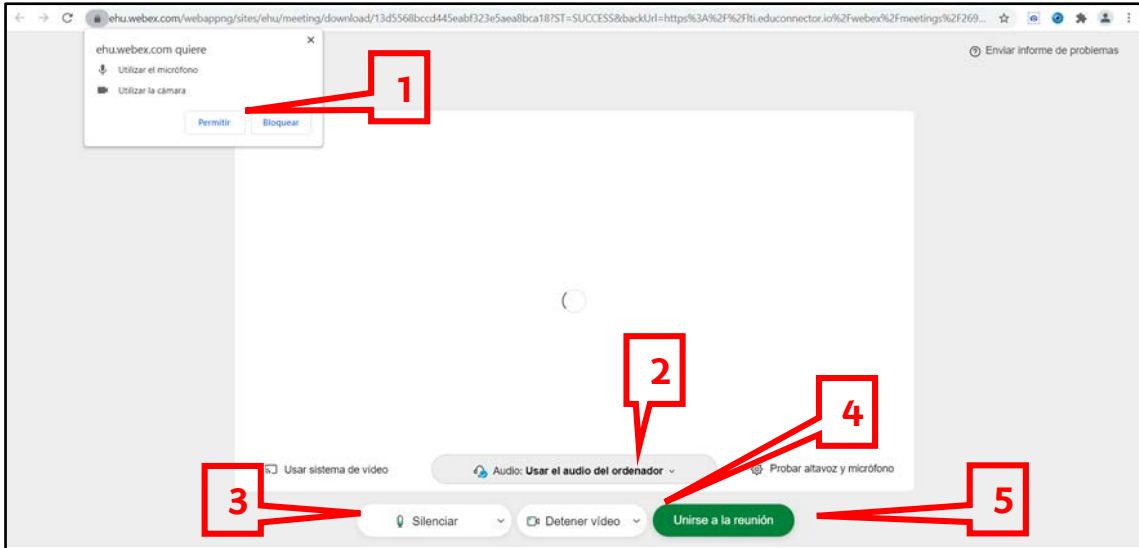 ehu.webex.com/webappng/sites/ehu/meeting/download/13d5568bccd445eabf323e5aea8bca18?ST=SUCCESS&backUrl=https%3A%2F%2Flti.educonnector.io%2Fwebex%2Fmeetings%2F269...
ehu.webex.com quiere
Utilizar el micrófono
Utilizar la cámara
Permitir Bloquear
1
Enviar informe de problemas
2
4
Usar sistema de vídeo
Audio: Usar el audio del ordenador
Probar altavoz y micrófono
3
Silenciar
Detener vídeo
Unirse a la reunión
5